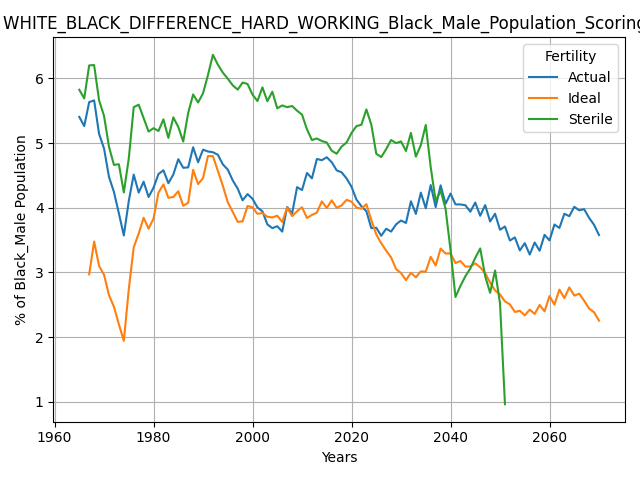 WHITE_BLACK_DIFFERENCE_HARD_WORKING_Black_Male_Population_Scoring
Fertility
Actual
Ideal
Sterile
% of Black_Male Population
6
5
4
3
2
1
1960
1980
2000
2020
2040
2060
Years